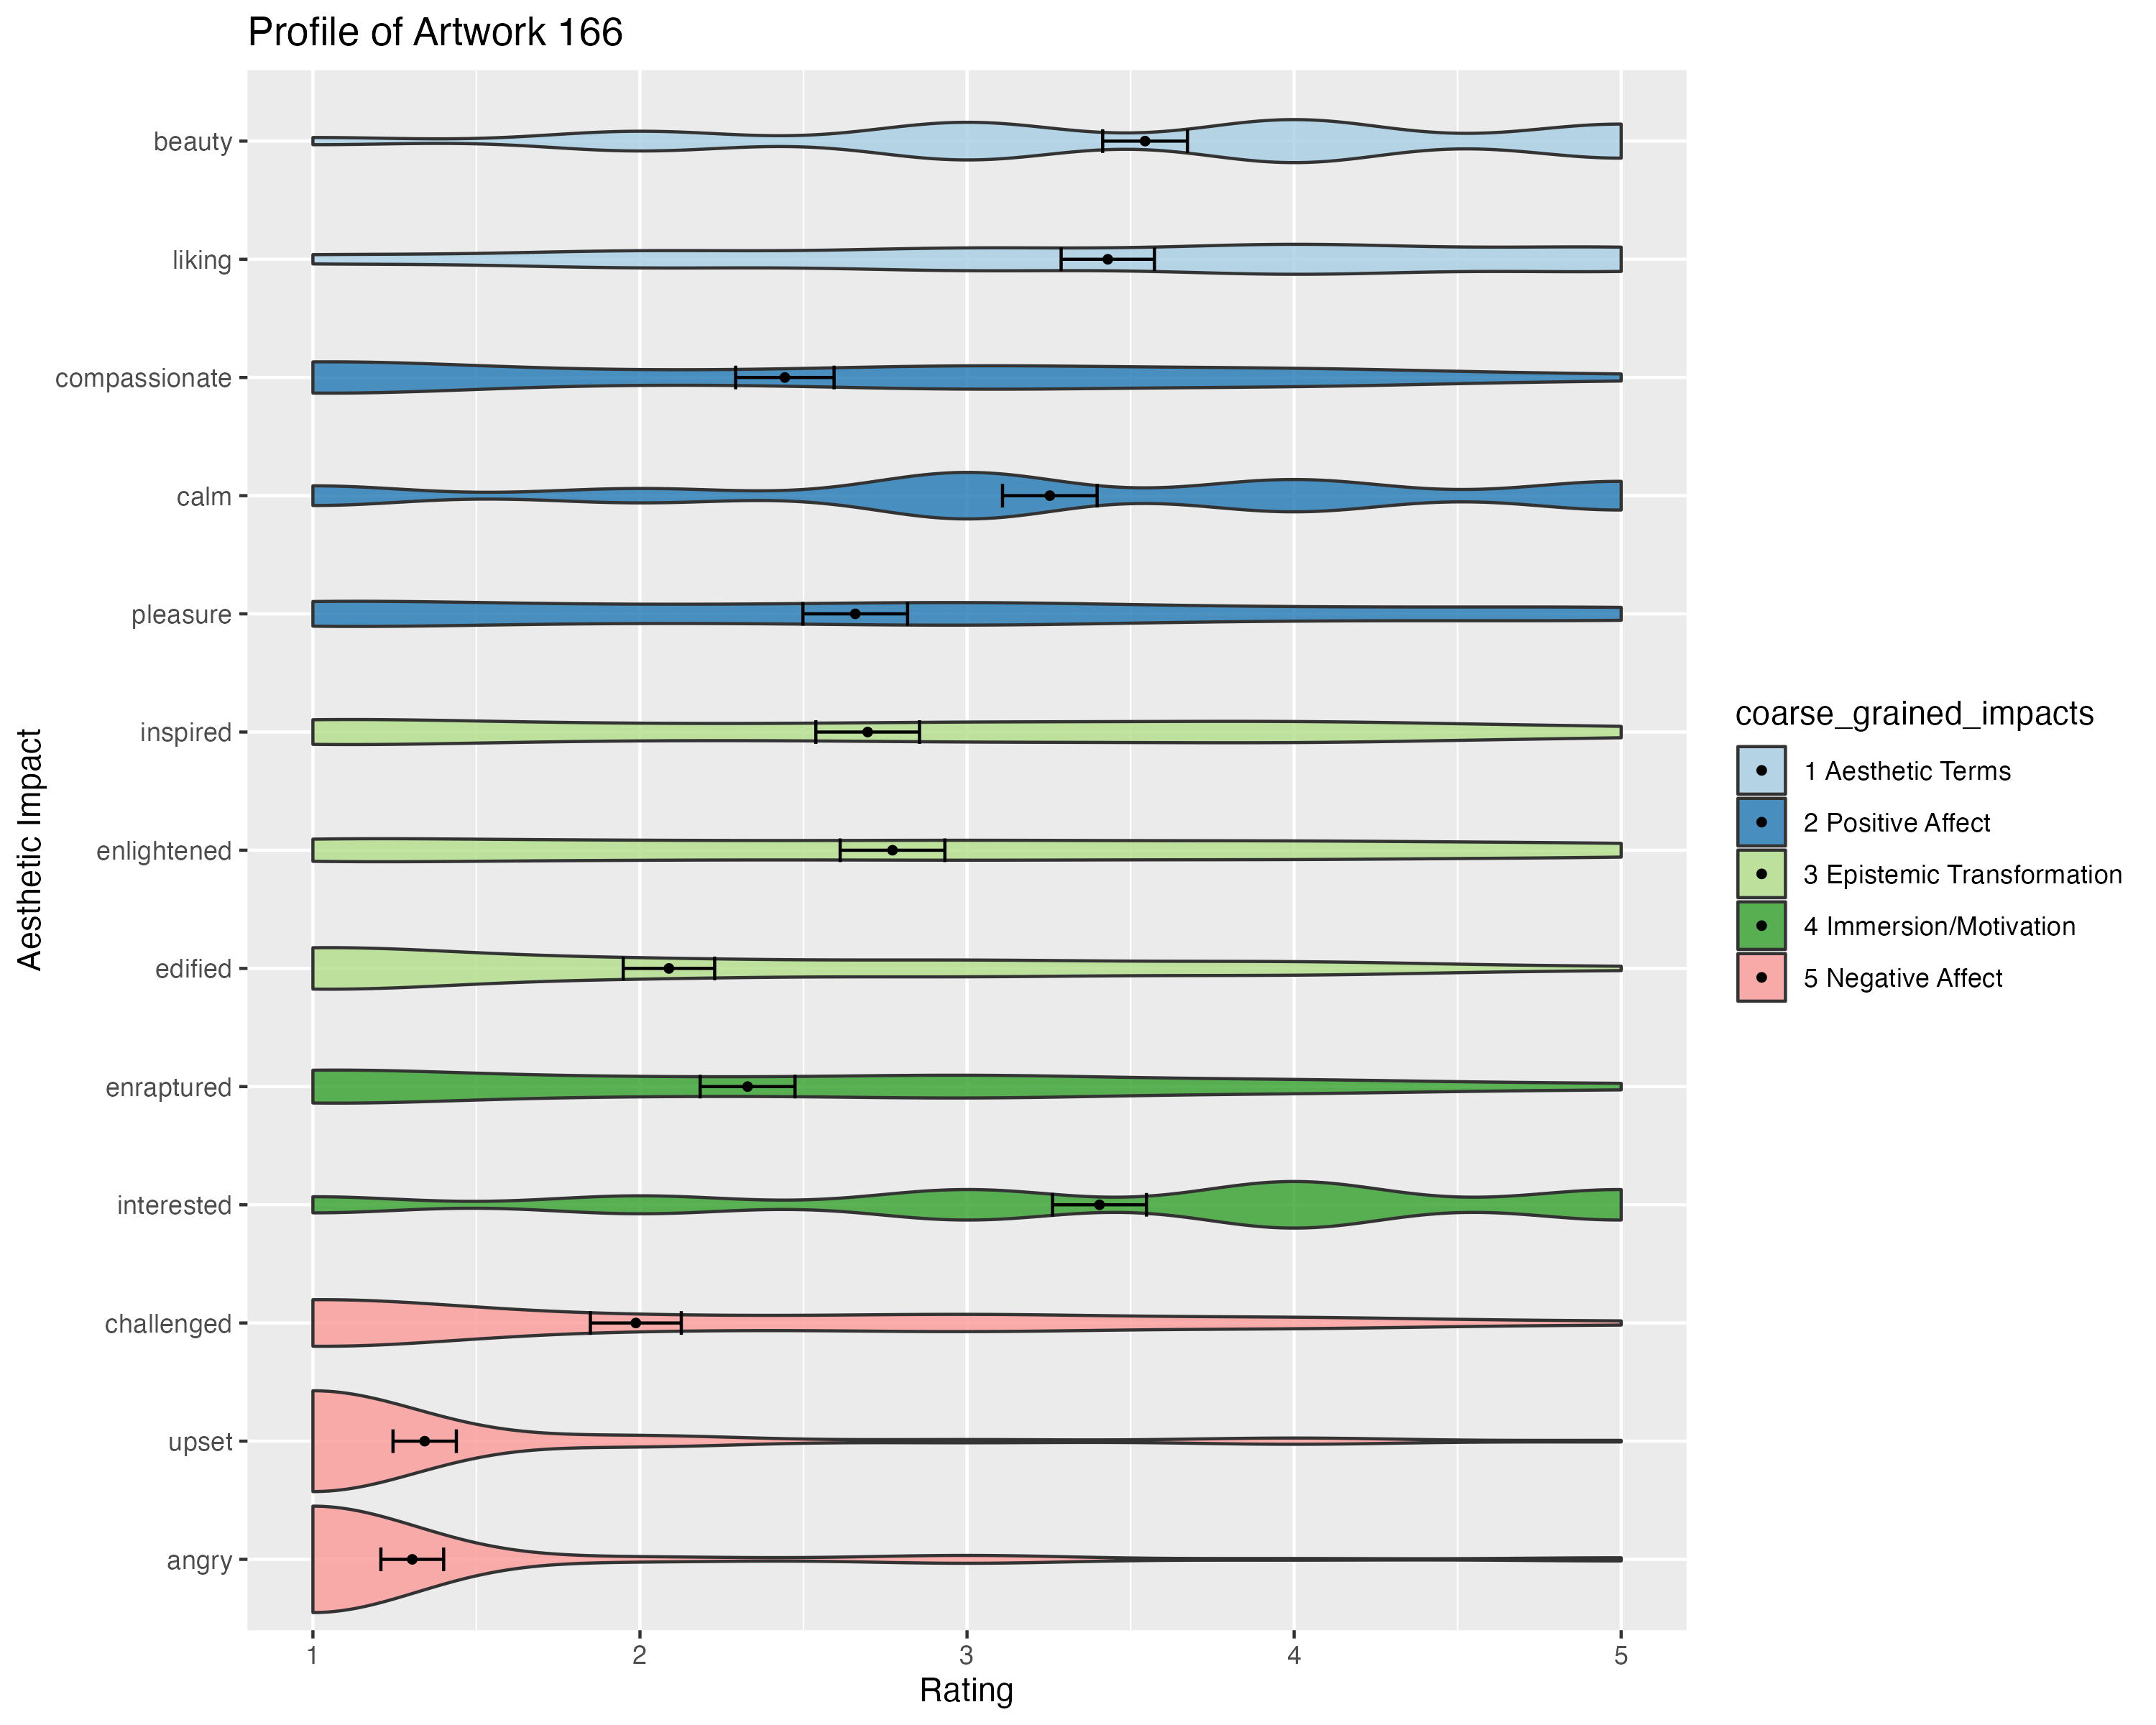 Profile of Artwork 166
beauty
liking
compassionate
calm
pleasure
inspired
enlightened
edified
enraptured
interested
challenged
upset
angry
Aesthetic Impact
1 2 3 4 5
Rating
coarse_grained_impacts
1 Aesthetic Terms
2 Positive Affect
3 Epistemic Transformation
4 Immersion/Motivation
5 Negative Affect